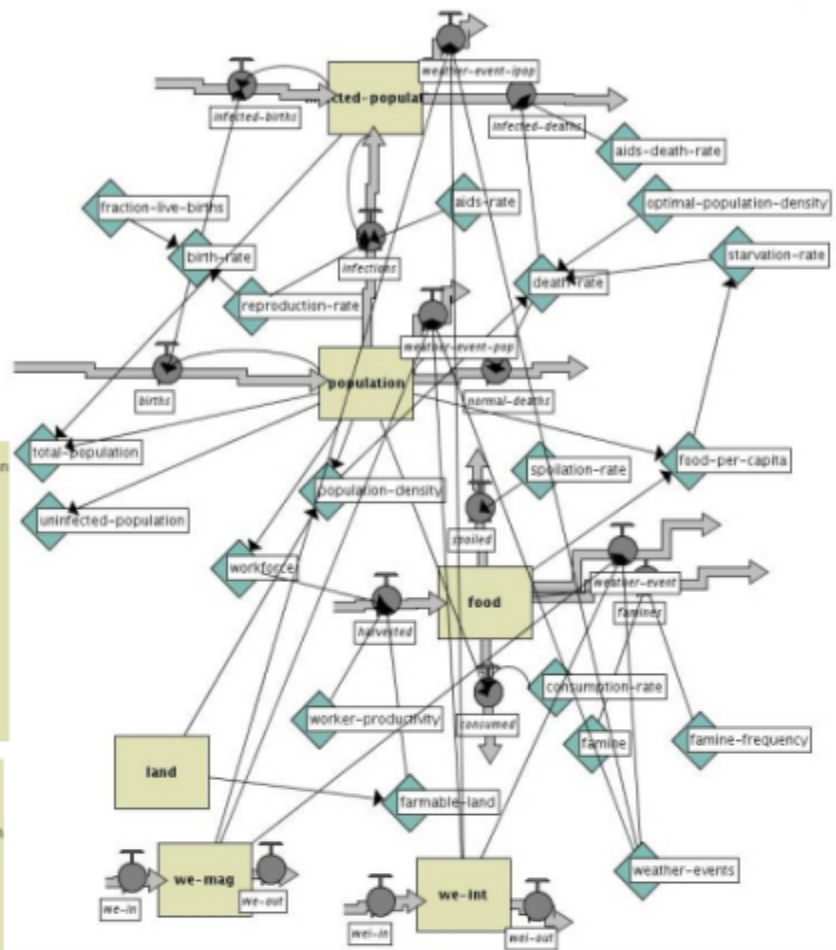 weather-event-ipop
infected-births
cted-populat
infected-deaths
aids-death-rate
fraction-live-births
aids-rate
optimal-population-density
birth-rate
starvation-rate
infections
death-rate
reproduction-rate
weather-event-pop
population
births
normal-deaths
total-population
food-per-capita
n
spoilation-rate
population-density
uninfected-population
spoiled
workforce
weather-event
food
famines
harvested
consumption-rate
worker-productivity
consumed
famine
famine-frequency
land
farmable-land
weather-events
we-mag
we-int
we-out
we-in
wei-in
wei-out